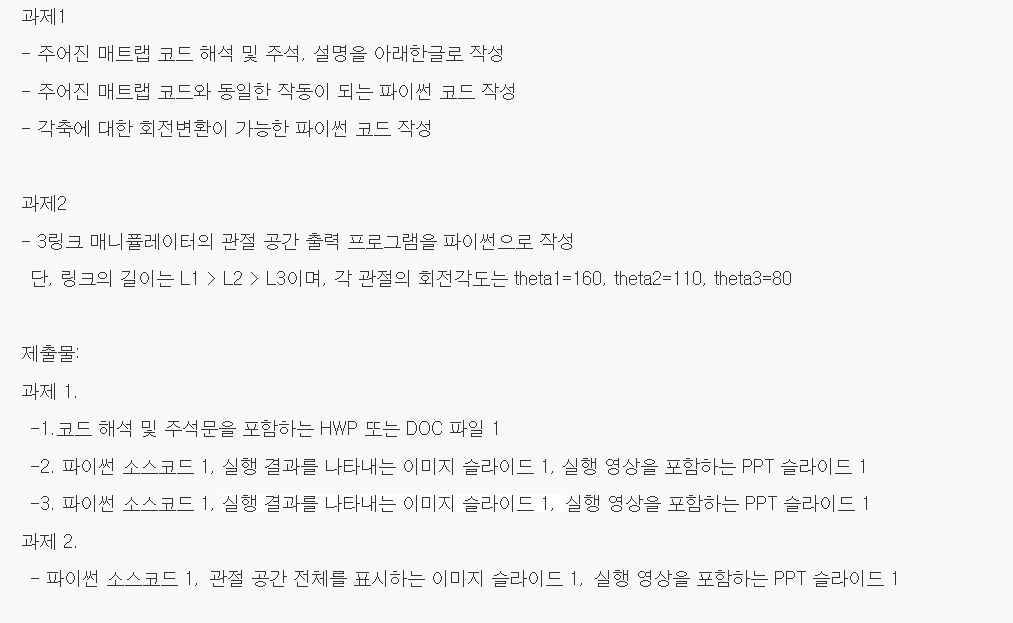 과제1
- 주어진 매트랩 코드 해석 및 주석, 설명을 아래한글로 작성
- 주어진 매트랩 코드와 동일한 작동이 되는 파이썬 코드 작성
- 각축에 대한 회전변환이 가능한 파이썬 코드 작성
과제2
- 3링크 매니퓰레이터의 관절 공간 출력 프로그램을 파이썬으로 작성
단, 링크의 길이는 L1 > L2 > L3이며, 각 관절의 회전각도는 theta1=160, theta2=110, theta3=80
제출물:
과제 1.
-1.코드 해석 및 주석문을 포함하는 HWP 또는 DOC 파일 1
-2. 파이썬 소스코드 1, 실행 결과를 나타내는 이미지 슬라이드 1, 실행 영상을 포함하는 PPT 슬라이드 1
-3. 파이썬 소스코드 1, 실행 결과를 나타내는 이미지 슬라이드 1, 실행 영상을 포함하는 PPT 슬라이드 1
과제 2.
- 파이썬 소스코드 1, 관절 공간 전체를 표시하는 이미지 슬라이드 1, 실행 영상을 포함하는 PPT 슬라이드 1